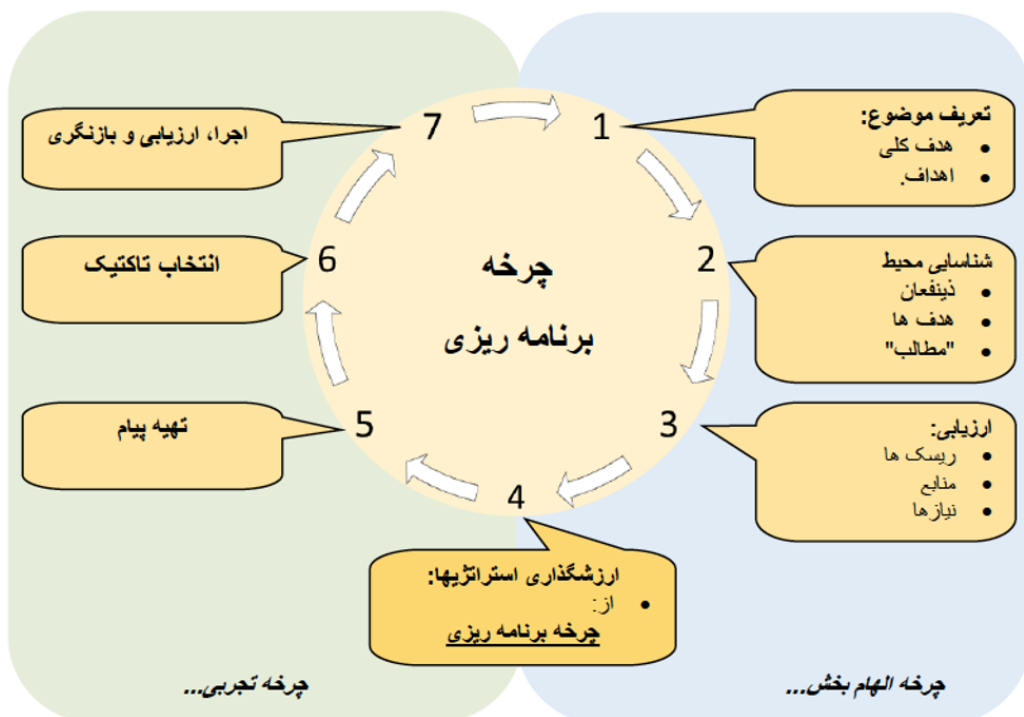 چرخه
برنامه ریزی
1
تعریف موضوع:
• هدف کلی
• اهداف.
2
شناسایی محیط
• ذینفعان
• هدف ها
• "مطالب"
3
ارزیابی:
• ریسک ها
• منابع
• نیازها
4
ارزشگذاری استراتژیها:
• از:
چرخه برنامه ریزی
5
تهیه پیام
6
انتخاب تاکتیک
7
اجرا، ارزیابی و بازنگری
چرخه الهام بخش...
چرخه تجربی...